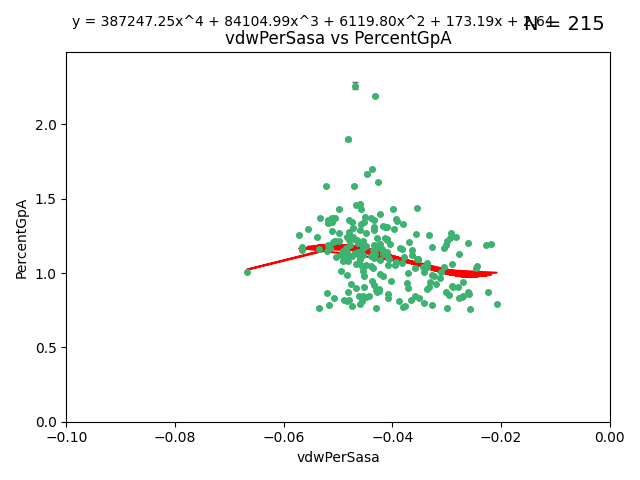 y = 387247.25x^4 + 84104.99x^3 + 6119.80x^2 + 173.19x + 2.64
N = 215
vdwPerSasa vs PercentGpA
PercentGpA
2.0
1.5
1.0
0.5
0.0
−0.10 −0.08 −0.06 −0.04 −0.02 0.00
vdwPerSasa